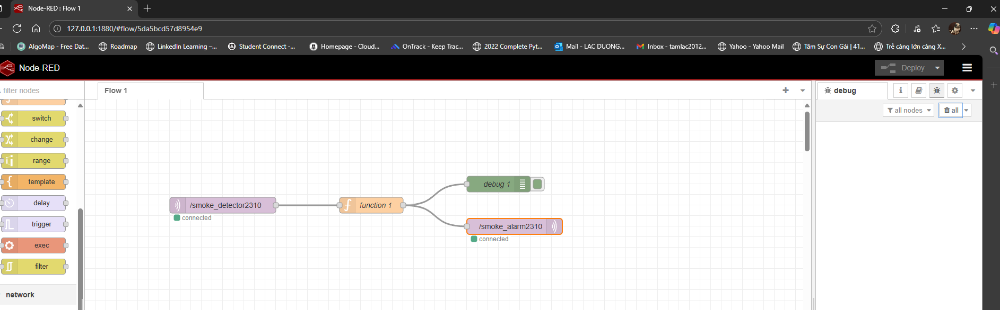 Node-RED : Flow 1
127.0.0.1:1880/#flow/5da5bcd57d8954e9
AlgoMap - Free Dat...
Roadmap
LinkedIn Learning –...
Student Connect -...
Homepage - Cloud...
OnTrack - Keep Trac...
2022 Complete Pyt...
Mail - LAC DUONG...
Inbox - tamlac2012...
Yahoo - Yahoo Mail
Tâm Sự Con Gái | 41...
Trẻ càng lớn càng X...
Node-RED
Deploy
filter nodes
Flow 1
debug
all nodes
all
switch
change
range
template
delay
trigger
exec
filter
network
/smoke_detector2310
connected
function 1
debug 1
/smoke_alarm2310
connected